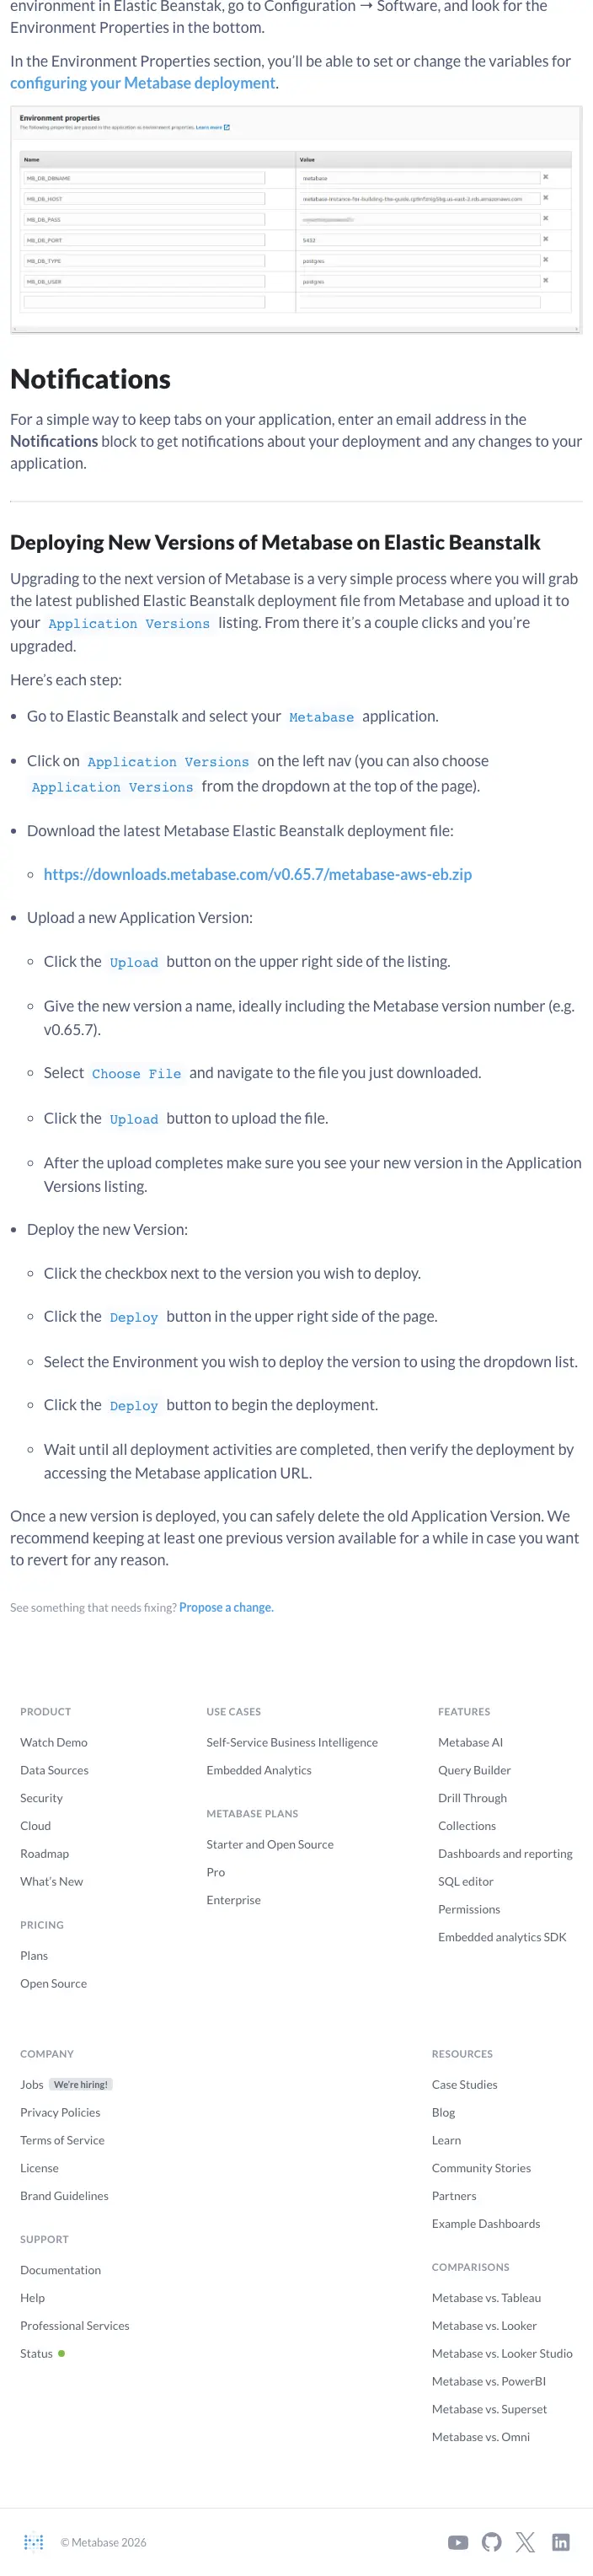 environment in Elastic Beanstak, go to Configuration → Software, and look for the
Environment Properties in the bottom.
In the Environment Properties section, you'll be able to set or change the variables for
configuring your Metabase deployment.
Environment properties
The following properties are passed in the application as environment properties. Learn more
Name Value
MB_DB_DBNAME metabase
MB_DB_HOST
MB_DB_PASS
MB_DB_PORT 5432
MB_DB_TYPE postgres
MB_DB_USER postgres
Notifications
For a simple way to keep tabs on your application, enter an email address in the
Notifications block to get notifications about your deployment and any changes to your
application.
Deploying New Versions of Metabase on Elastic Beanstalk
Upgrading to the next version of Metabase is a very simple process where you will grab
the latest published Elastic Beanstalk deployment file from Metabase and upload it to
your Application Versions listing. From there it's a couple clicks and you're
upgraded.
Here's each step:
• Go to Elastic Beanstalk and select your Metabase application.
• Click on Application Versions on the left nav (you can also choose
Application Versions from the dropdown at the top of the page).
• Download the latest Metabase Elastic Beanstalk deployment file:
◦ https://downloads.metabase.com/v0.65.7/metabase-aws-eb.zip
• Upload a new Application Version:
◦ Click the Upload button on the upper right side of the listing.
◦ Give the new version a name, ideally including the Metabase version number (e.g.
v0.65.7).
◦ Select Choose File and navigate to the file you just downloaded.
◦ Click the Upload button to upload the file.
◦ After the upload completes make sure you see your new version in the Application
Versions listing.
• Deploy the new Version:
◦ Click the checkbox next to the version you wish to deploy.
◦ Click the Deploy button in the upper right side of the page.
◦ Select the Environment you wish to deploy the version to using the dropdown list.
◦ Click the Deploy button to begin the deployment.
◦ Wait until all deployment activities are completed, then verify the deployment by
accessing the Metabase application URL.
Once a new version is deployed, you can safely delete the old Application Version. We
recommend keeping at least one previous version available for a while in case you want
to revert for any reason.
See something that needs fixing? Propose a change.
PRODUCT
Watch Demo
Data Sources
Security
Cloud
Roadmap
What's New
PRICING
Plans
Open Source
USE CASES
Self-Service Business Intelligence
Embedded Analytics
METABASE PLANS
Starter and Open Source
Pro
Enterprise
FEATURES
Metabase AI
Query Builder
Drill Through
Collections
Dashboards and reporting
SQL editor
Permissions
Embedded analytics SDK
COMPANY
Jobs We're hiring!
Privacy Policies
Terms of Service
License
Brand Guidelines
SUPPORT
Documentation
Help
Professional Services
Status
RESOURCES
Case Studies
Blog
Learn
Community Stories
Partners
Example Dashboards
COMPARISONS
Metabase vs. Tableau
Metabase vs. Looker
Metabase vs. Looker Studio
Metabase vs. PowerBI
Metabase vs. Superset
Metabase vs. Omni
© Metabase 2026